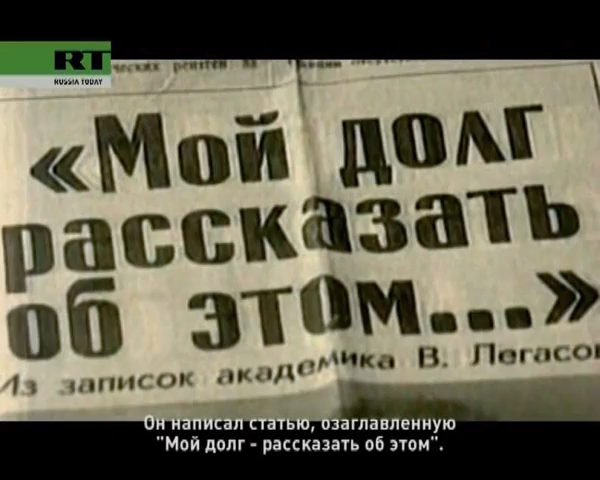 RT
RUSSIA TODAY
«Мой долг
рассказать
об этом...»
Из записок академика В. Легасов
Он написал статью, озаглавленную
"Мой долг - рассказать об этом".